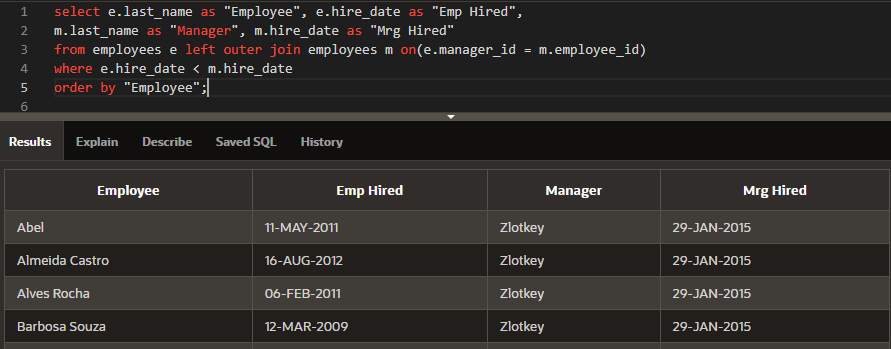 1 select e.last_name as "Employee", e.hire_date as "Emp Hired",
2 m.last_name as "Manager", m.hire_date as "Mrg Hired"
3 from employees e left outer join employees m on(e.manager_id = m.employee_id)
4 where e.hire_date < m.hire_date
5 order by "Employee";
6
Results Explain Describe Saved SQL History
Employee Emp Hired Manager Mrg Hired
Abel 11-MAY-2011 Zlotkey 29-JAN-2015
Almeida Castro 16-AUG-2012 Zlotkey 29-JAN-2015
Alves Rocha 06-FEB-2011 Zlotkey 29-JAN-2015
Barbosa Souza 12-MAR-2009 Zlotkey 29-JAN-2015